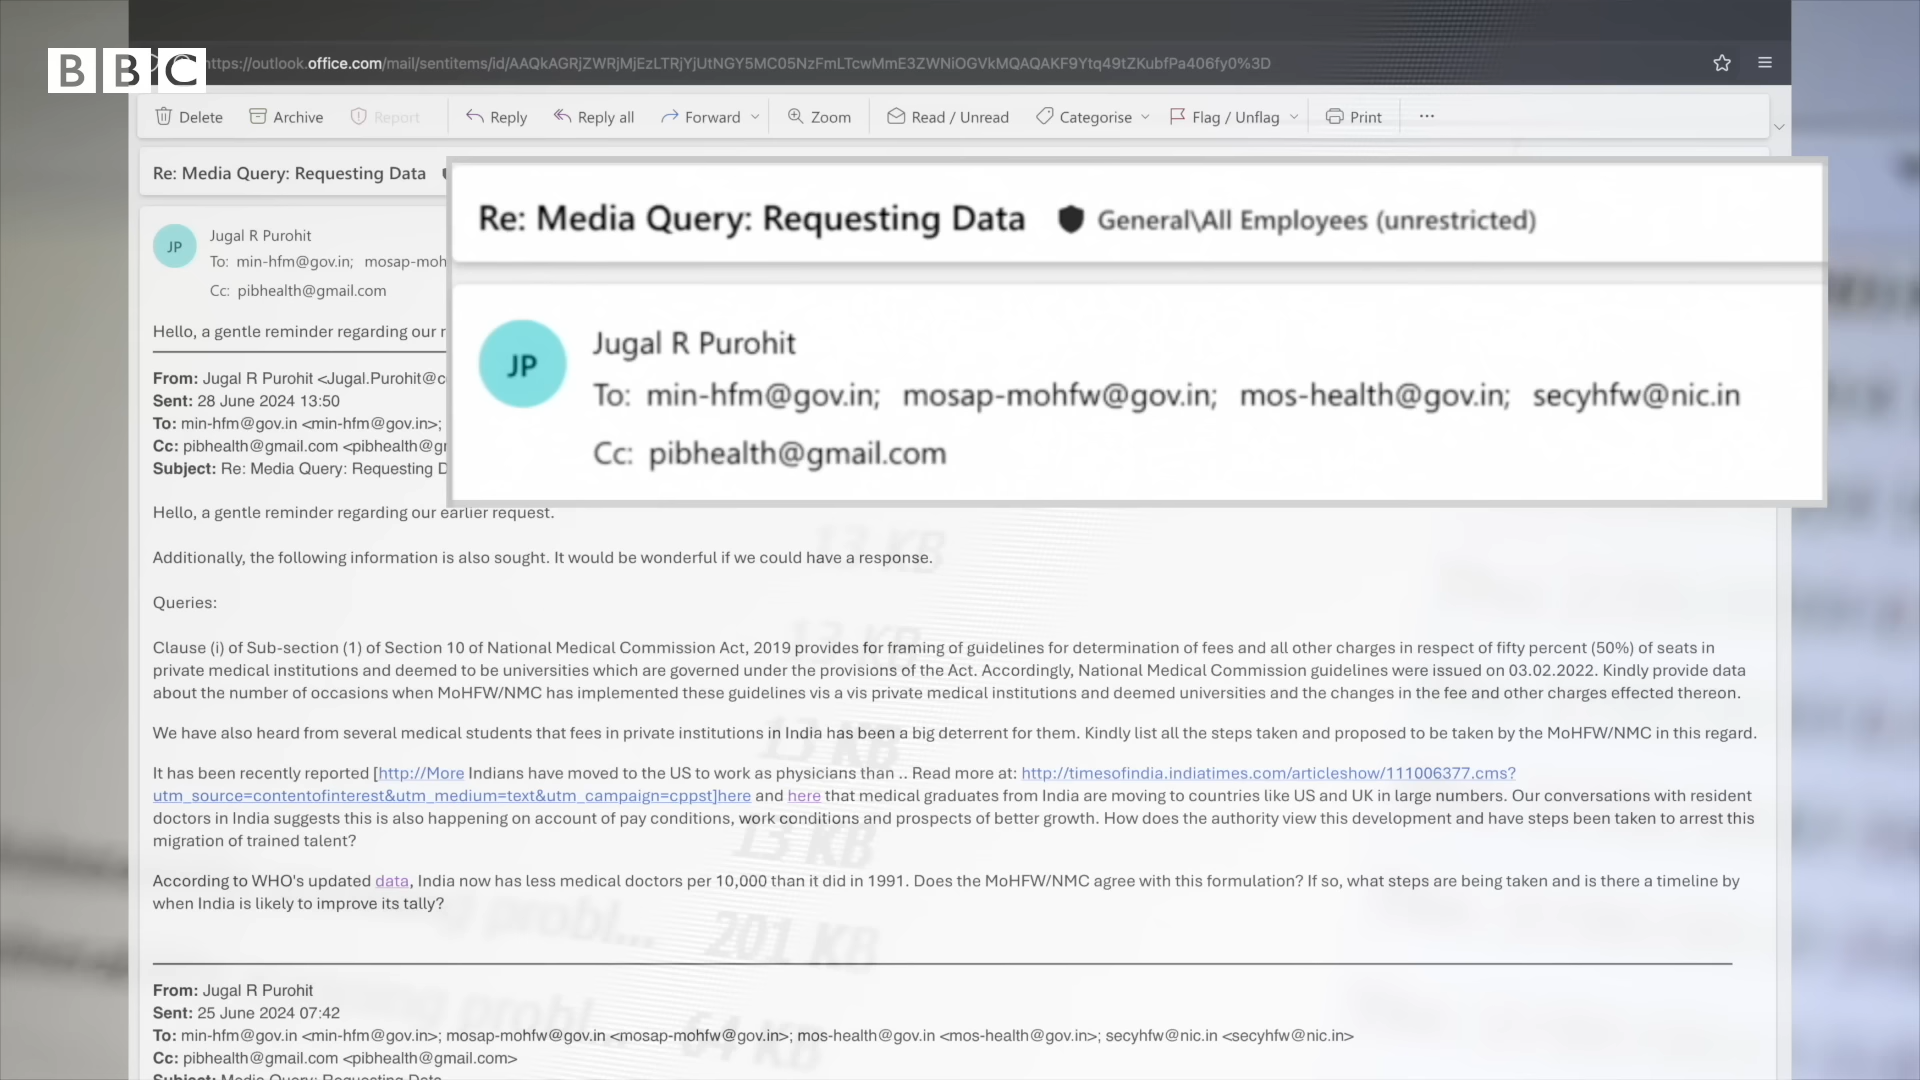 BBC
https://outlook.office.com/mail/sentitems/id/AAQkAGRjZWRjMjEzLTRjYjUtNGY5MC05NzFmLTcwMmE3ZWNiOGVkMQAQAKF9Ytq49tZKubfPa406fy0%3D
Delete Archive Report Reply Reply all Forward Zoom Read / Unread Categorise Flag / Unflag Print ...
Re: Media Query: Requesting Data
Re: Media Query: Requesting Data General\All Employees (unrestricted)
JP
Jugal R Purohit
To: min-hfm@gov.in; mosap-moh
Cc: pibhealth@gmail.com
JP
Jugal R Purohit
To: min-hfm@gov.in; mosap-mohfw@gov.in; mos-health@gov.in; secyhfw@nic.in
Cc: pibhealth@gmail.com
Hello, a gentle reminder regarding our r
From: Jugal R Purohit <Jugal.Purohit@c
Sent: 28 June 2024 13:50
To: min-hfm@gov.in <min-hfm@gov.in>;
Cc: pibhealth@gmail.com <pibhealth@gr
Subject: Re: Media Query: Requesting D
Hello, a gentle reminder regarding our earlier request.
Additionally, the following information is also sought. It would be wonderful if we could have a response.
Queries:
Clause (i) of Sub-section (1) of Section 10 of National Medical Commission Act, 2019 provides for framing of guidelines for determination of fees and all other charges in respect of fifty percent (50%) of seats in
private medical institutions and deemed to be universities which are governed under the provisions of the Act. Accordingly, National Medical Commission guidelines were issued on 03.02.2022. Kindly provide data
about the number of occasions when MoHFW/NMC has implemented these guidelines vis a vis private medical institutions and deemed universities and the changes in the fee and other charges effected thereon.
We have also heard from several medical students that fees in private institutions in India has been a big deterrent for them. Kindly list all the steps taken and proposed to be taken by the MoHFW/NMC in this regard.
It has been recently reported [http://More Indians have moved to the US to work as physicians than .. Read more at: http://timesofindia.indiatimes.com/articleshow/111006377.cms?
utm_source=contentofinterest&utm_medium=text&utm_campaign=cppst]here and here that medical graduates from India are moving to countries like US and UK in large numbers. Our conversations with resident
doctors in India suggests this is also happening on account of pay conditions, work conditions and prospects of better growth. How does the authority view this development and have steps been taken to arrest this
migration of trained talent?
According to WHO's updated data, India now has less medical doctors per 10,000 than it did in 1991. Does the MoHFW/NMC agree with this formulation? If so, what steps are being taken and is there a timeline by
when India is likely to improve its tally?
From: Jugal R Purohit
Sent: 25 June 2024 07:42
To: min-hfm@gov.in <min-hfm@gov.in>; mosap-mohfw@gov.in <mosap-mohfw@gov.in>; mos-health@gov.in <mos-health@gov.in>; secyhfw@nic.in <secyhfw@nic.in>
Cc: pibhealth@gmail.com <pibhealth@gmail.com>
Subject: Media Query: Requesting Data
13 KB
13 KB
13 KB
13 KB
probl... 201 KB
probl... 64 KB